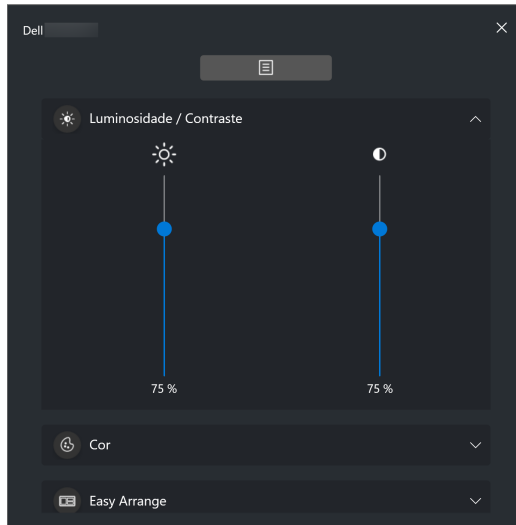 Dell
Luminosidade / Contraste
75 %
75 %
Cor
Easy Arrange